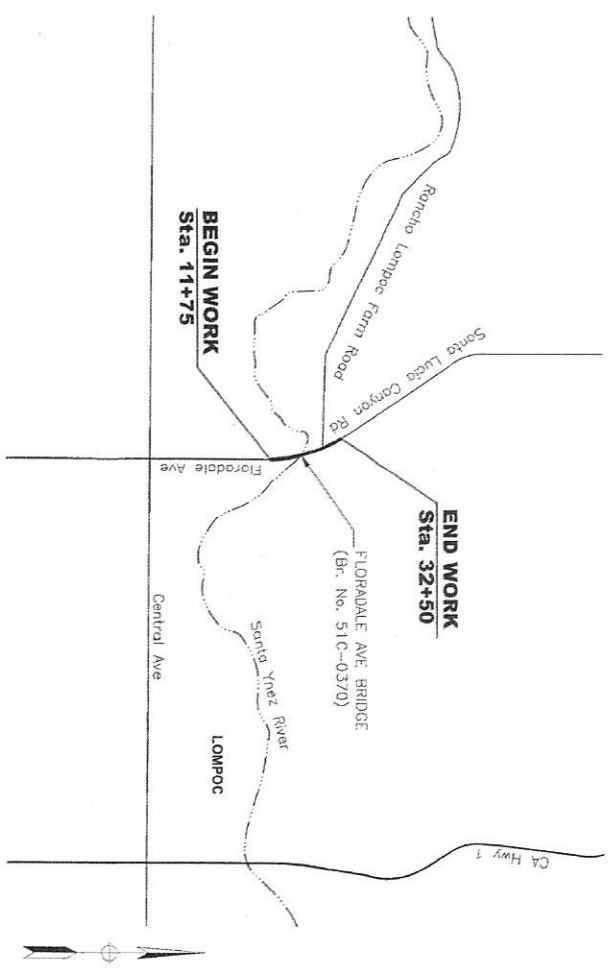 Rancho Lompoc Farm Road
Santa Lucia Canyon Rd
BEGIN WORK
Sta. 11+75
END WORK
Sta. 32+50
Floradale Ave
FLORADALE AVE BRIDGE
(Br. No. 51C-0370)
Central Ave
Santa Ynez River
LOMPOC
CA Hwy 1